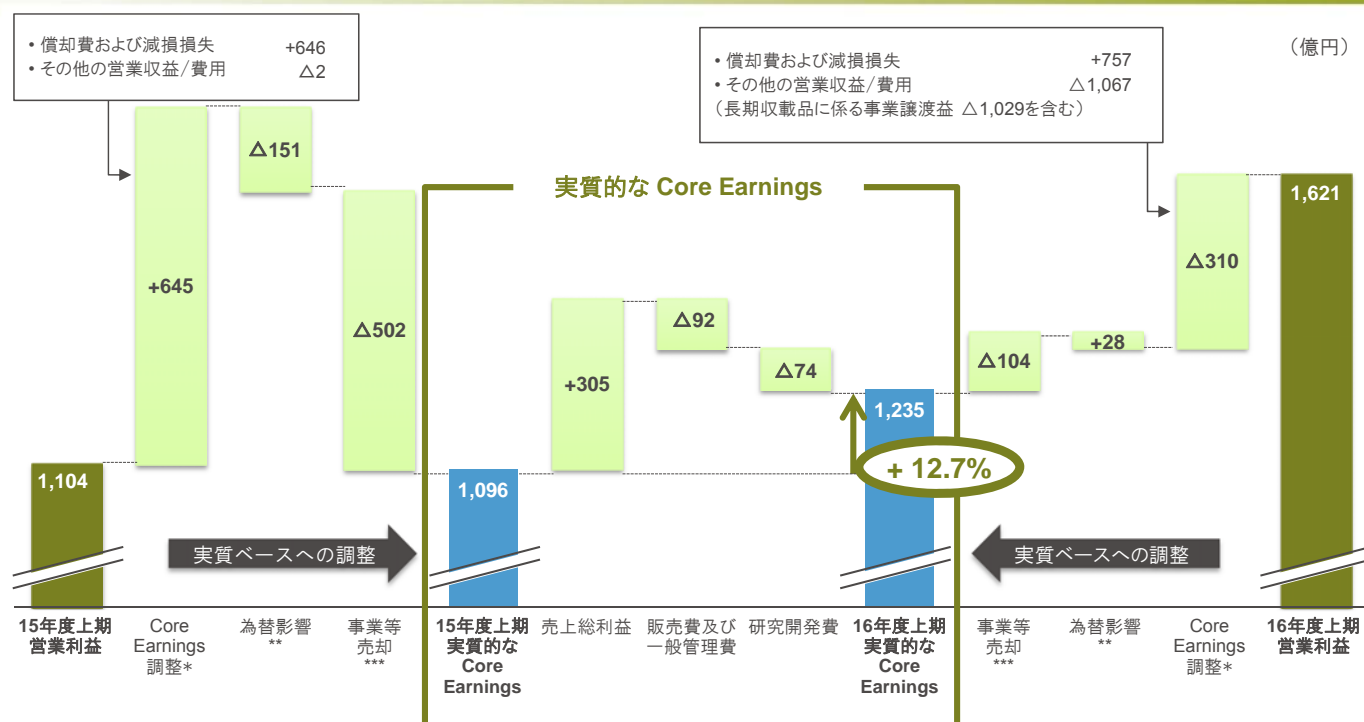 • 償却費および減損損失 +646
• その他の営業収益/費用 △2
（億円）
• 償却費および減損損失 +757
• その他の営業収益/費用 △1,067
（長期収載品に係る事業譲渡益 △1,029を含む）
実質的な Core Earnings
1,104
+645
△151
△502
1,096
+305
△92
△74
1,235
+ 12.7%
△104
+28
△310
1,621
実質ベースへの調整
実質ベースへの調整
15年度上期
営業利益
Core
Earnings
調整*
為替影響
**
事業等
売却
***
15年度上期
実質的な
Core
Earnings
売上総利益
販売費及び
一般管理費
研究開発費
16年度上期
実質的な
Core
Earnings
事業等
売却
***
為替影響
**
Core
Earnings
調整*
16年度上期
営業利益